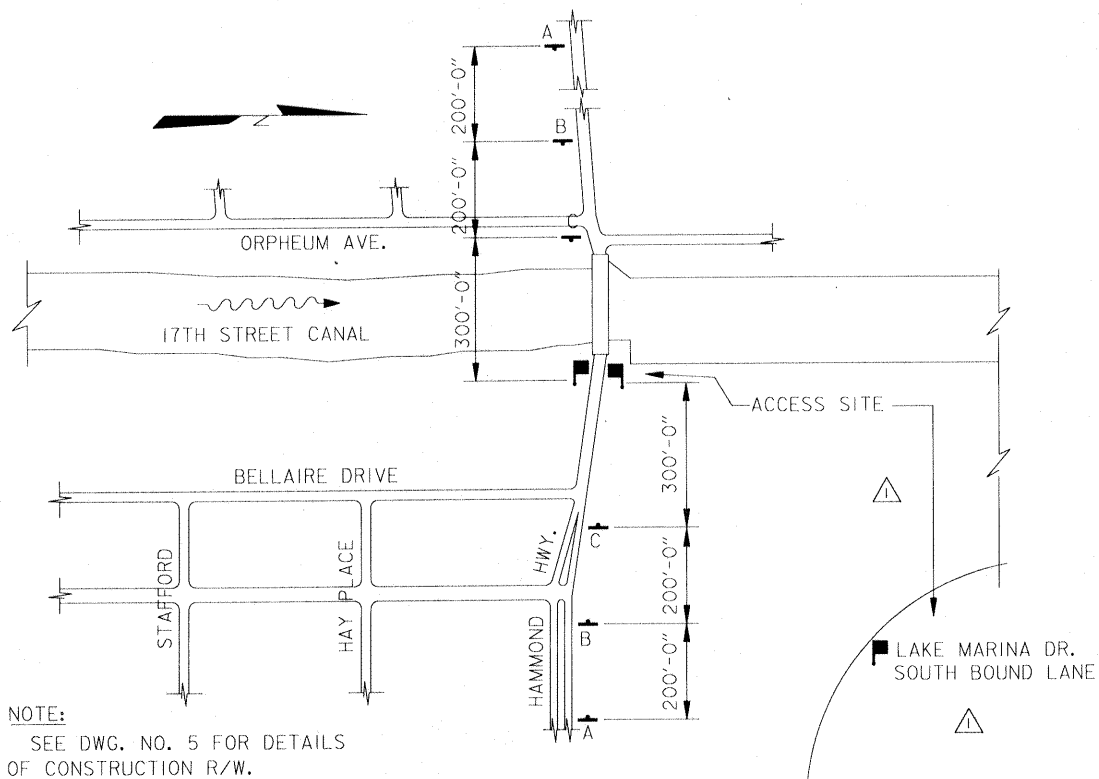 A
200'-0"
N
B
200'-0"
C
ORPHEUM AVE.
300'-0"
17TH STREET CANAL
ACCESS SITE
300'-0"
BELLAIRE DRIVE
1
C
HWY.
STAFFORD
HAY PLACE
200'-0"
B
HAMMOND
200'-0"
LAKE MARINA DR.
SOUTH BOUND LANE
A
1
NOTE:
SEE DWG. NO. 5 FOR DETAILS
OF CONSTRUCTION R/W.